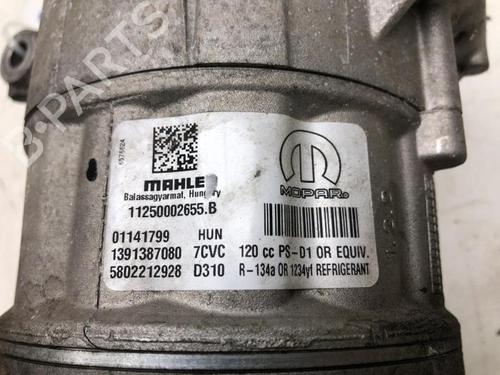 B-PARTS
6576624
MAHLE
Balassagyarmat, Hungary
11250002655.B
MOPAR®
01141799 HUN
1391387080 7CVC 120 cc PS-D1 OR EQUIV.
5802212928 D310 R-134a OR 1234yf REFRIGERANT